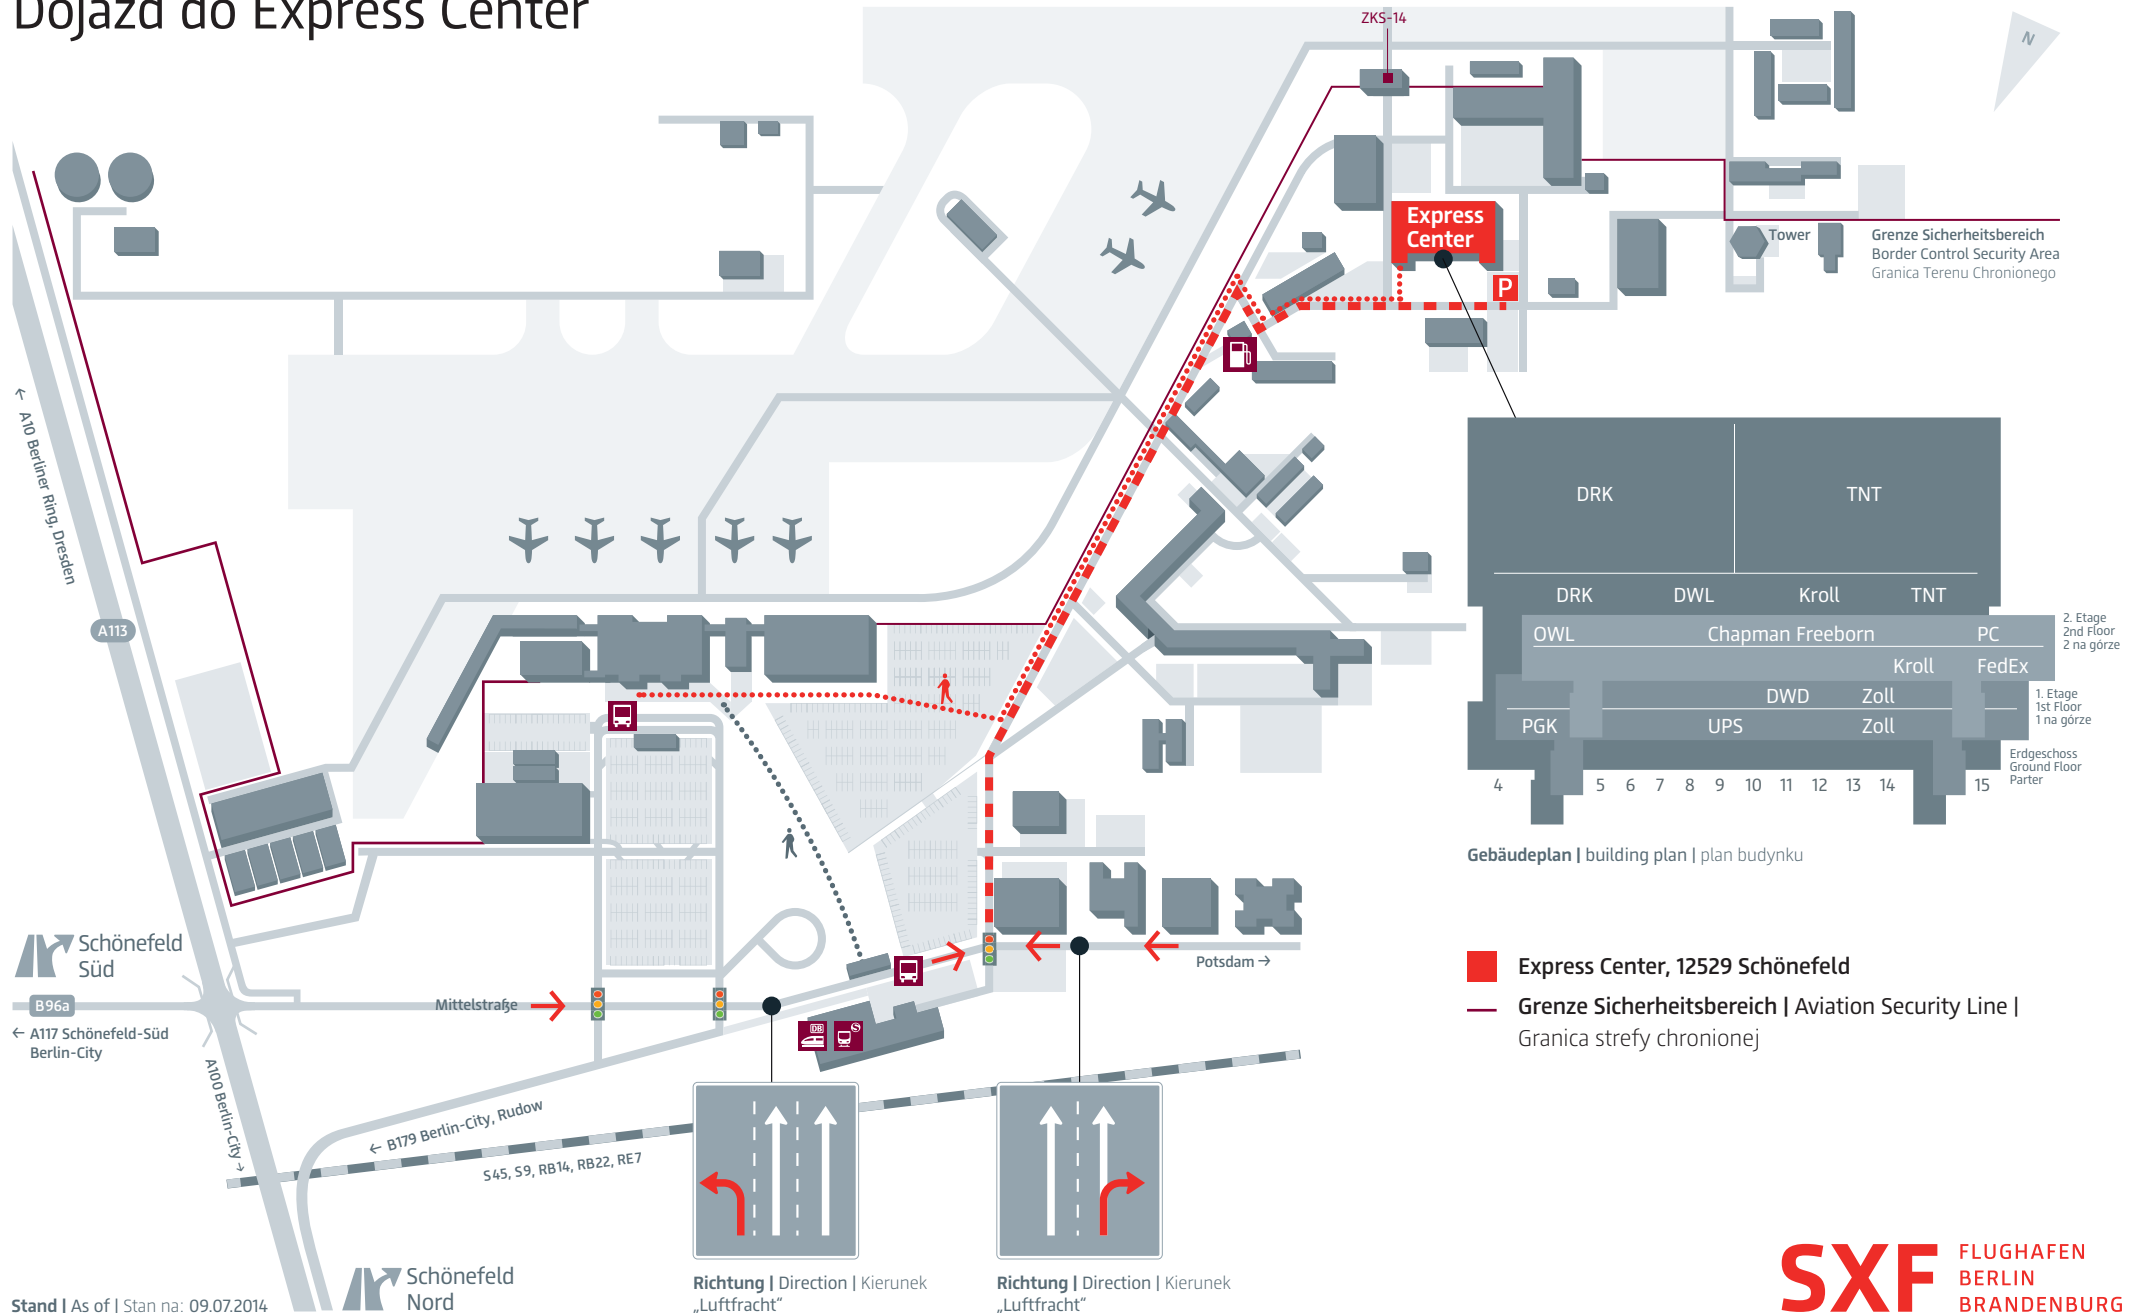 Dojazd do Express Center
ZKS-14
N
Express
Center
P
Tower
Grenze Sicherheitsbereich
Border Control Security Area
Granica Terenu Chronionego
← A10 Berliner Ring, Dresden
A113
DRK
TNT
DRK
DWL
Kroll
TNT
OWL
Chapman Freeborn
PC
Kroll
FedEx
2. Etage
2nd Floor
2 na górze
DWD
Zoll
PGK
UPS
Zoll
1. Etage
1st Floor
1 na górze
Erdgeschoss
Ground Floor
Parter
4 5 6 7 8 9 10 11 12 13 14 15
Gebäudeplan | building plan | plan budynku
Schönefeld
Süd
B96a
← A117 Schönefeld-Süd
Berlin-City
Mittelstraße
Potsdam →
DB
S
A100 Berlin-City →
← B179 Berlin-City, Rudow
S45, S9, RB14, RB22, RE7
Express Center, 12529 Schönefeld
Grenze Sicherheitsbereich | Aviation Security Line |
Granica strefy chronionej
Schönefeld
Nord
Richtung | Direction | Kierunek
„Luftfracht“
Richtung | Direction | Kierunek
„Luftfracht“
Stand | As of | Stan na: 09.07.2014
SXF
FLUGHAFEN
BERLIN
BRANDENBURG